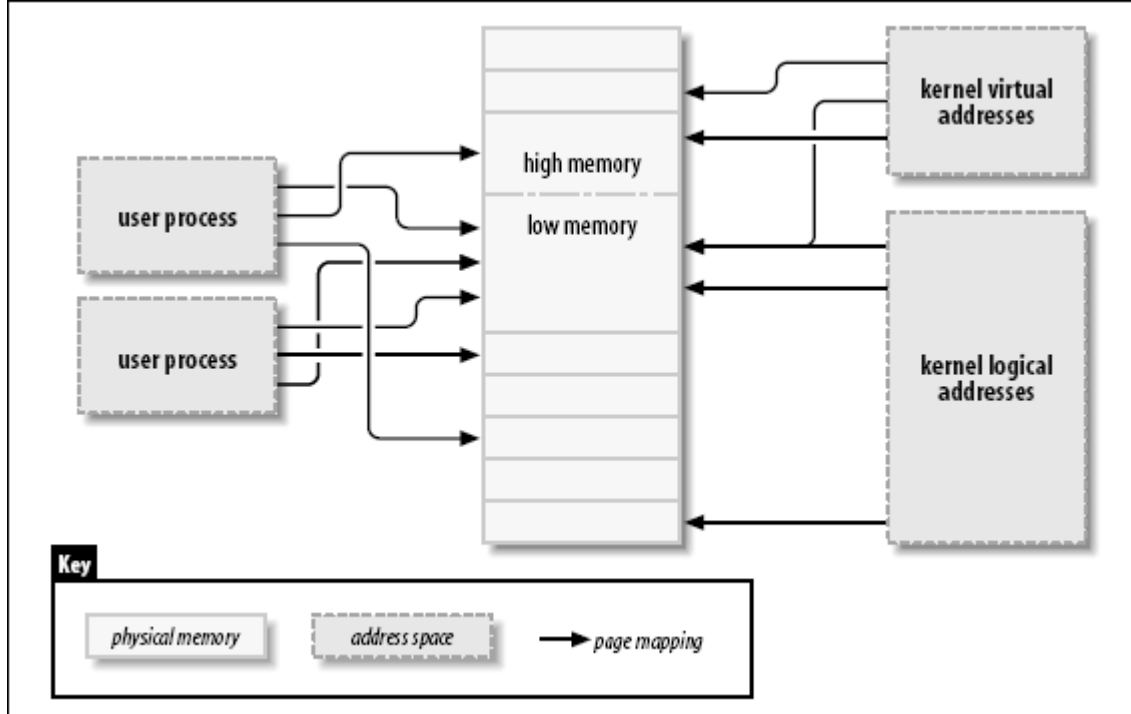 kernel virtual
addresses
high memory
user process
low memory
user process
kernel logical
addresses
Key
physical memory
address space
page mapping